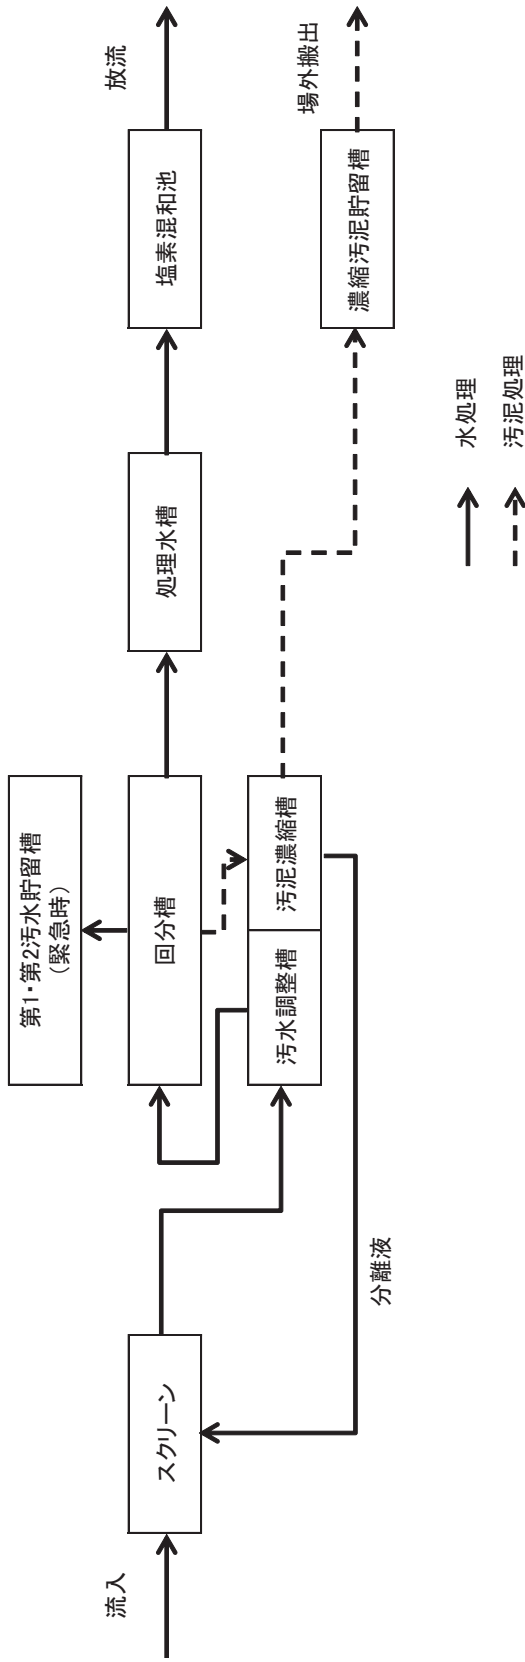 流入
スクリーン
第1・第2汚水貯留槽
（緊急時）
回分槽
汚水調整槽
汚泥濃縮槽
分離液
処理水槽
塩素混和池
放流
濃縮汚泥貯留槽
場外搬出
水処理
汚泥処理